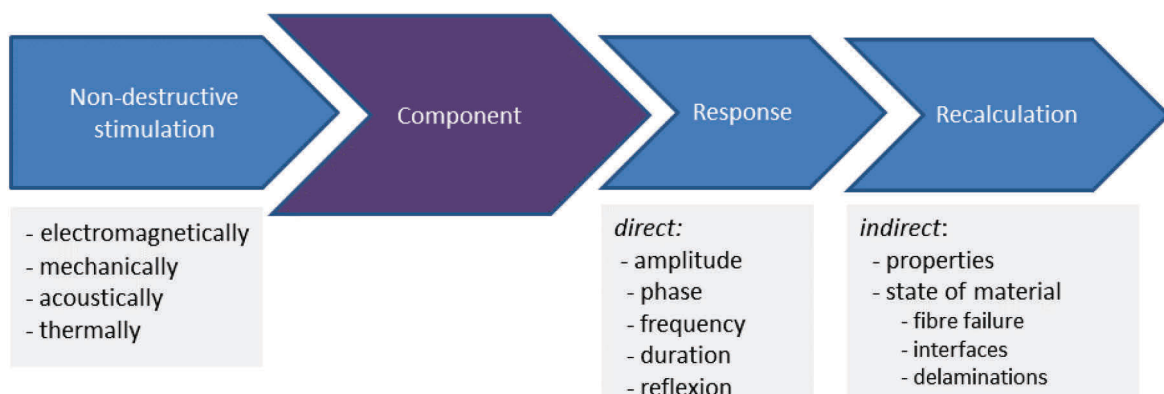 Non-destructive
stimulation
Component
Response
Recalculation
- electromagnetically
- mechanically
- acoustically
- thermally
direct:
- amplitude
- phase
- frequency
- duration
- reflexion
indirect:
- properties
- state of material
- fibre failure
- interfaces
- delaminations